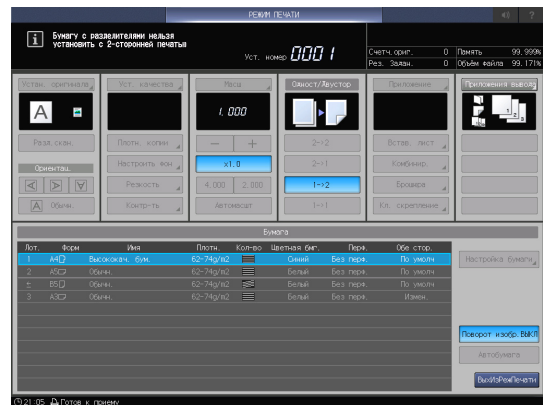 РЕЖИМ ПЕЧАТИ
Бумагу с разделителями нельзя
установить с 2-сторонней печатью
Уст. номер 0001
Счетч.ориг. 0
Рез. Задан. 0
Память 99.999%
Объём файла 99.171%
Устан. оригинала
Уст. качества
Масш
Одност/Двустор
Приложение
Приложения вывода
A
1.000
1 2 3
Разд.скан.
Плотн. копии
− +
2->2
Встав. лист
Ориентац.
Настроить фон
x1.0
2->1
Комбинир.
Резкость
4.000 2.000
1->2
Брошюра
A Обычн.
Контр-ть
Автомасшт
1->1
Кл. скрепление
Бумага
Лот. Форм Имя Плотн. Кол-во Цветная бмг. Перф. Обе стор.
1 A4 Высококач. бум. 62-74g/m2 Синий Без перф. По умолч
2 A5 Обычн. 62-74g/m2 Белый Без перф. По умолч
B5 Обычн. 62-74g/m2 Белый Без перф. По умолч
3 A3 Обычн. 62-74g/m2 Белый Без перф. Измен.
Настройка бумаги
Поворот изобр.ВЫКЛ
АвтоБумага
ВыхИзРежПечати
21:05 Готов к приему